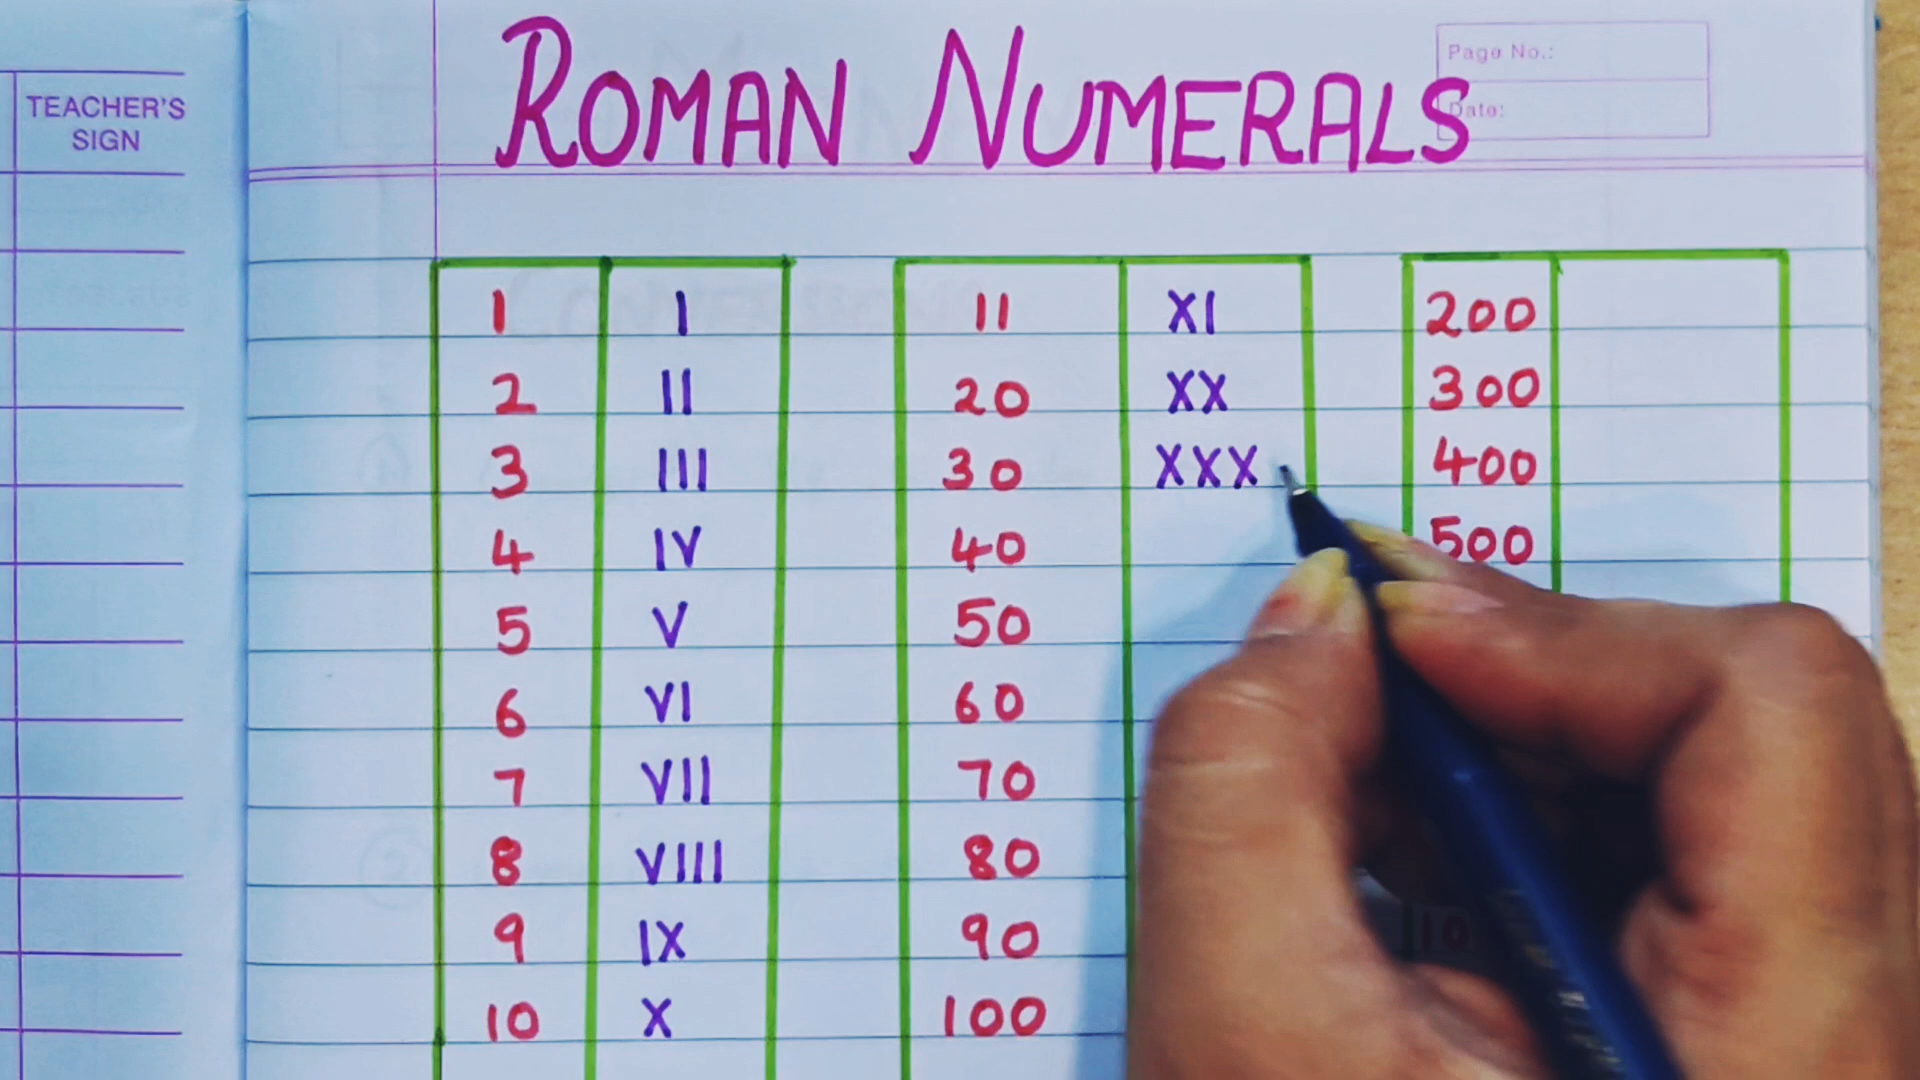 TEACHER'S
SIGN
ROMAN NUMERALS
Page No.:
Date:
1 I 11 XI 200
2 II 20 XX 300
3 III 30 XXX 400
4 IV 40 500
5 V 50
6 VI 60
7 VII 70
8 VIII 80
9 IX 90 10
10 X 100